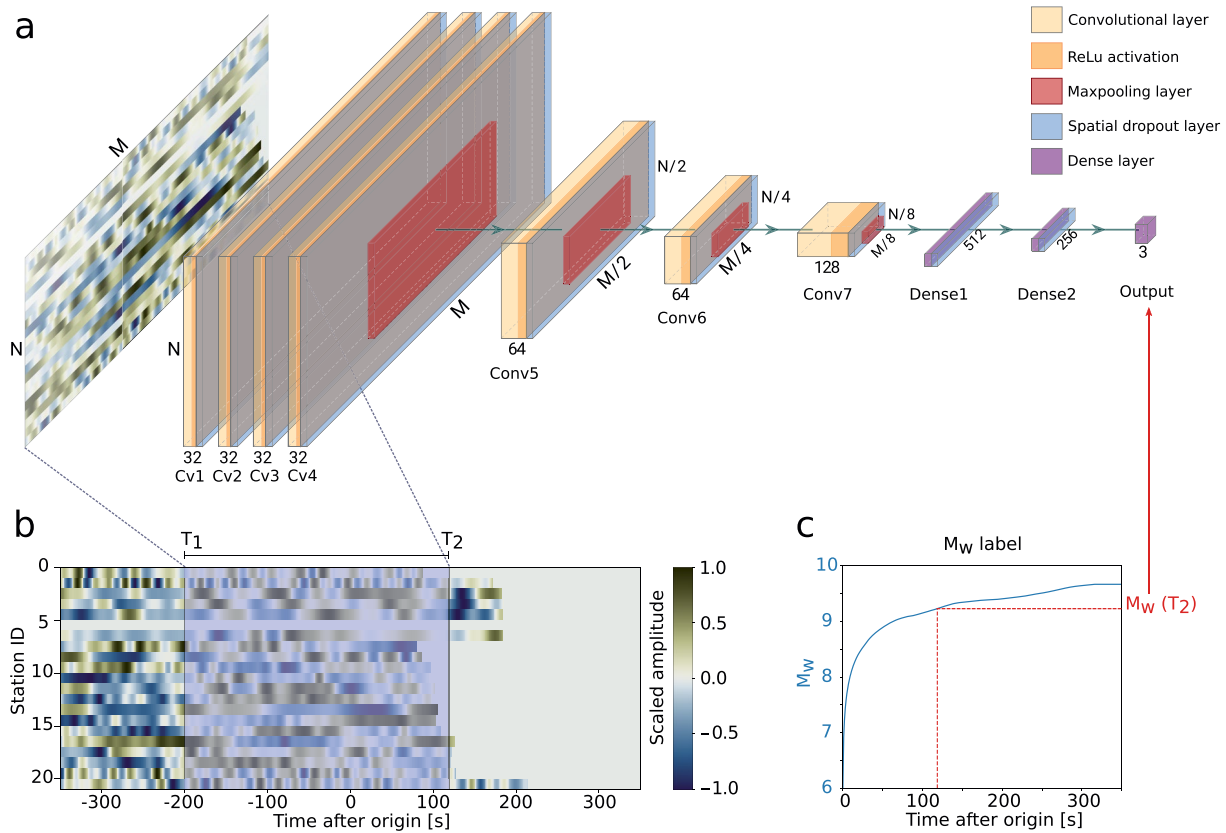 a
Convolutional layer
ReLu activation
Maxpooling layer
Spatial dropout layer
Dense layer
M
N
N
M
32
32
32
32
Cv1
Cv2
Cv3
Cv4
N/2
M/2
64
Conv5
N/4
M/4
64
Conv6
N/8
M/8
128
Conv7
512
Dense1
256
Dense2
3
Output
b
T1
T2
Station ID
0
5
10
15
20
-300
-200
-100
0
100
200
300
Time after origin [s]
Scaled amplitude
1.0
0.5
0.0
−0.5
−1.0
c
Mw label
Mw
10
9
8
7
6
0
100
200
300
Time after origin [s]
Mw (T2)